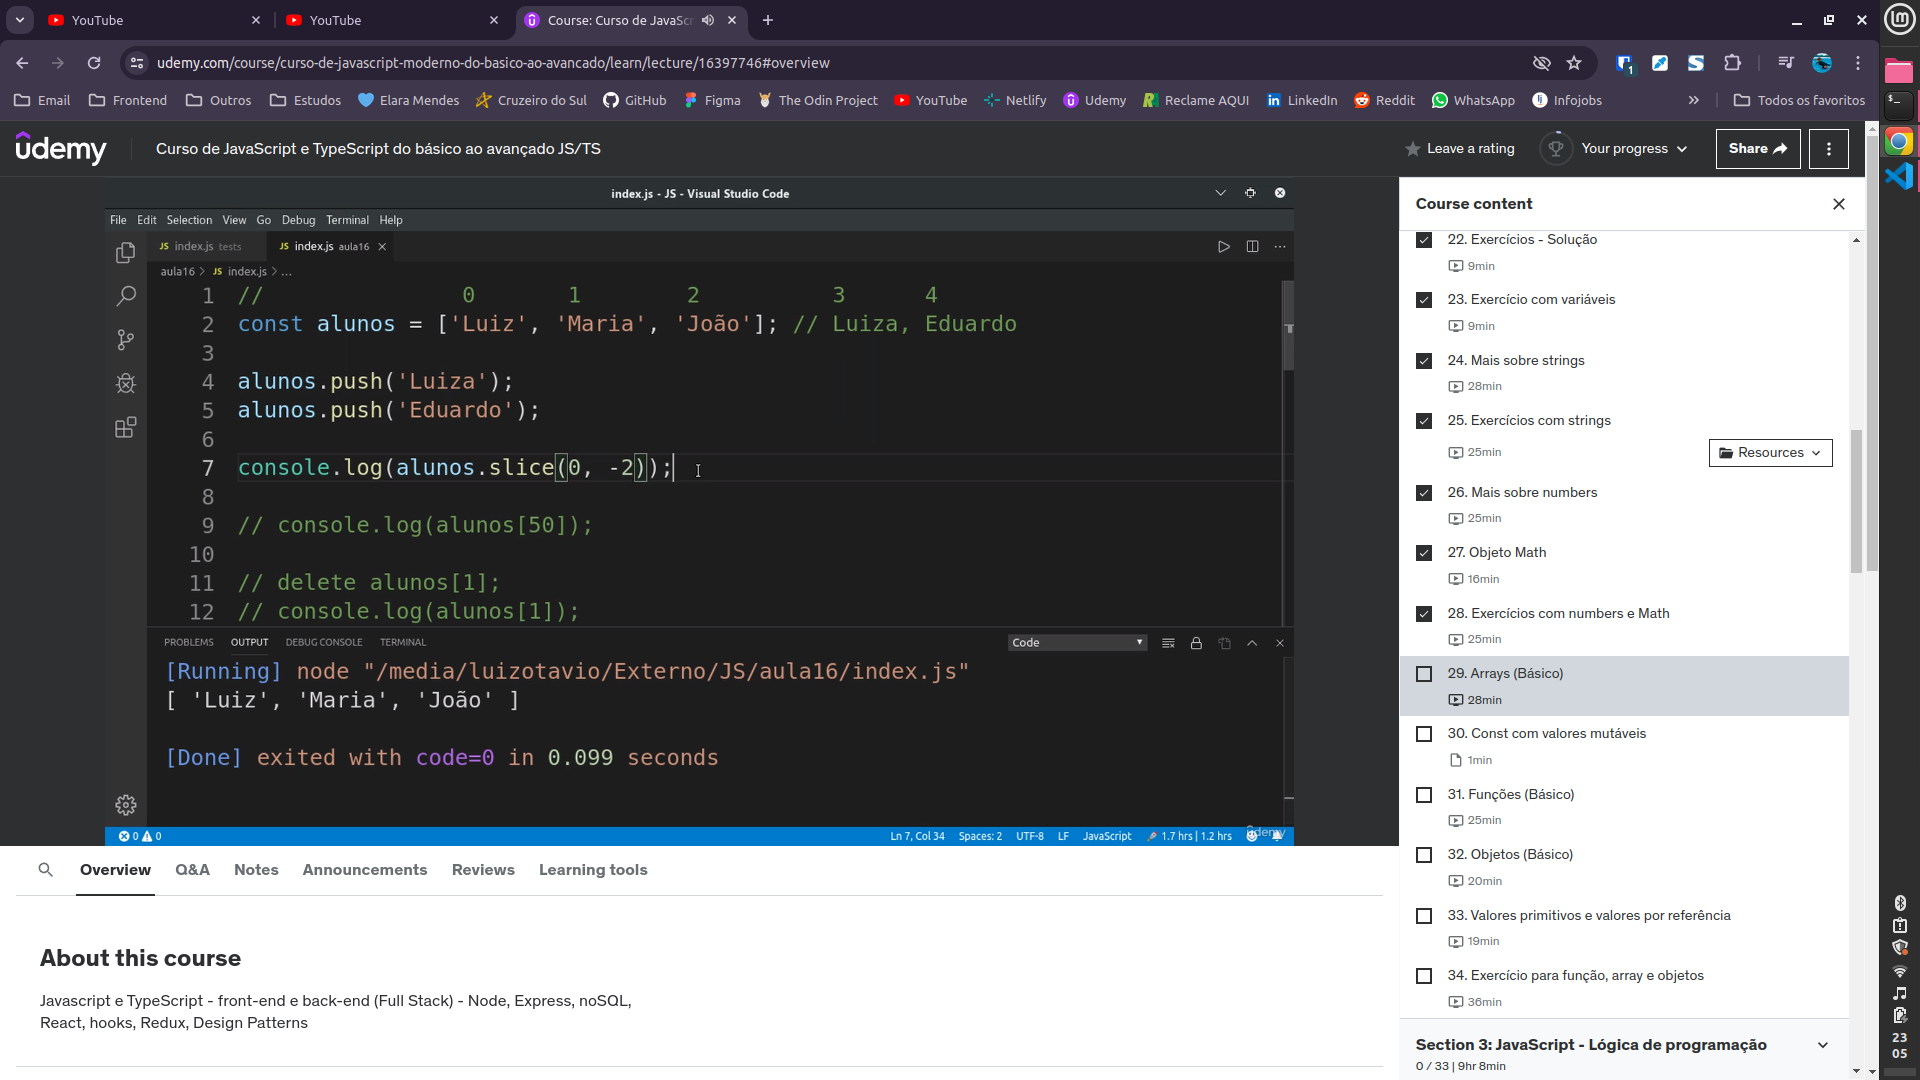 YouTube
YouTube
Course: Curso de JavaScr
udemy.com/course/curso-de-javascript-moderno-do-basico-ao-avancado/learn/lecture/16397746#overview
1
Email
Frontend
Outros
Estudos
Elara Mendes
Cruzeiro do Sul
GitHub
Figma
The Odin Project
YouTube
Netlify
Udemy
Reclame AQUI
LinkedIn
Reddit
WhatsApp
Infojobs
Todos os favoritos
udemy
Curso de JavaScript e TypeScript do básico ao avançado JS/TS
Leave a rating
Your progress
Share
index.js - JS - Visual Studio Code
File Edit Selection View Go Debug Terminal Help
JS index.js tests
JS index.js aula16
aula16 > JS index.js > ...
1 // 0 1 2 3 4
2 const alunos = ['Luiz', 'Maria', 'João']; // Luiza, Eduardo
3
4 alunos.push('Luiza');
5 alunos.push('Eduardo');
6
7 console.log(alunos.slice(0, -2));
8
9 // console.log(alunos[50]);
10
11 // delete alunos[1];
12 // console.log(alunos[1]);
PROBLEMS OUTPUT DEBUG CONSOLE TERMINAL
Code
[Running] node "/media/luizotavio/Externo/JS/aula16/index.js"
[ 'Luiz', 'Maria', 'João' ]
[Done] exited with code=0 in 0.099 seconds
0 0
Ln 7, Col 34 Spaces: 2 UTF-8 LF JavaScript 1.7 hrs | 1.2 hrs
udemy
Course content
22. Exercícios - Solução
9min
23. Exercício com variáveis
9min
24. Mais sobre strings
28min
25. Exercícios com strings
25min
Resources
26. Mais sobre numbers
25min
27. Objeto Math
16min
28. Exercícios com numbers e Math
25min
29. Arrays (Básico)
28min
30. Const com valores mutáveis
1min
31. Funções (Básico)
25min
32. Objetos (Básico)
20min
33. Valores primitivos e valores por referência
19min
34. Exercício para função, array e objetos
36min
Section 3: JavaScript - Lógica de programação
0 / 33 | 9hr 8min
Overview
Q&A
Notes
Announcements
Reviews
Learning tools
About this course
Javascript e TypeScript - front-end e back-end (Full Stack) - Node, Express, noSQL,
React, hooks, Redux, Design Patterns
23
05